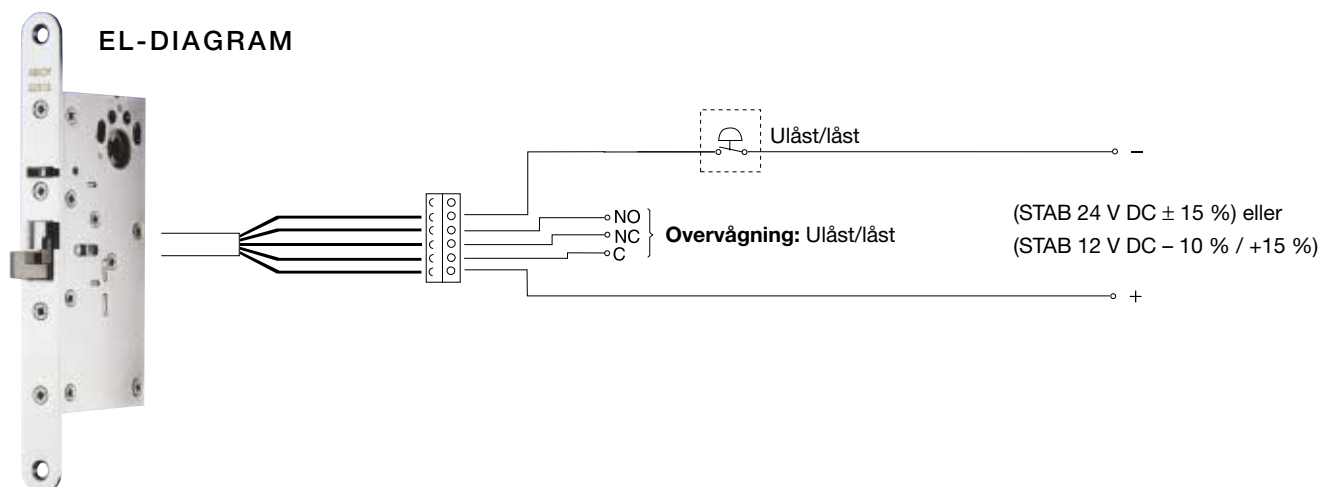 EL-DIAGRAM
ABLOY
Ulåst/låst
–
NO
NC
C
Overvågning: Ulåst/låst
(STAB 24 V DC ± 15 %) eller
(STAB 12 V DC – 10 % / +15 %)
+